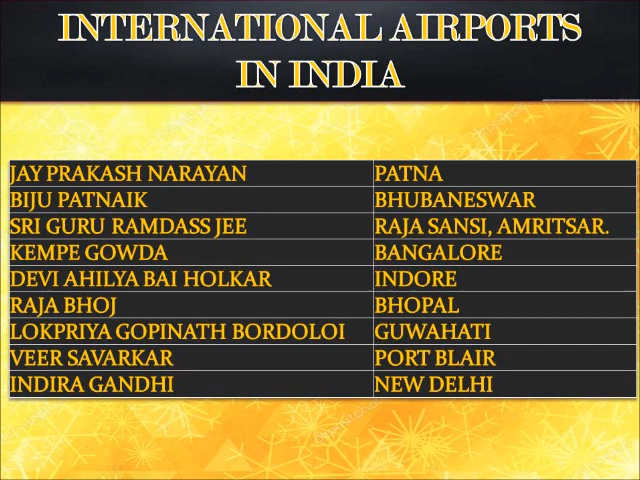 INTERNATIONAL AIRPORTS
IN INDIA
JAY PRAKASH NARAYAN PATNA
BIJU PATNAIK BHUBANESWAR
SRI GURU RAMDASS JEE RAJA SANSI, AMRITSAR.
KEMPE GOWDA BANGALORE
DEVI AHILYA BAI HOLKAR INDORE
RAJA BHOJ BHOPAL
LOKPRIYA GOPINATH BORDOLOI GUWAHATI
VEER SAVARKAR PORT BLAIR
INDIRA GANDHI NEW DELHI